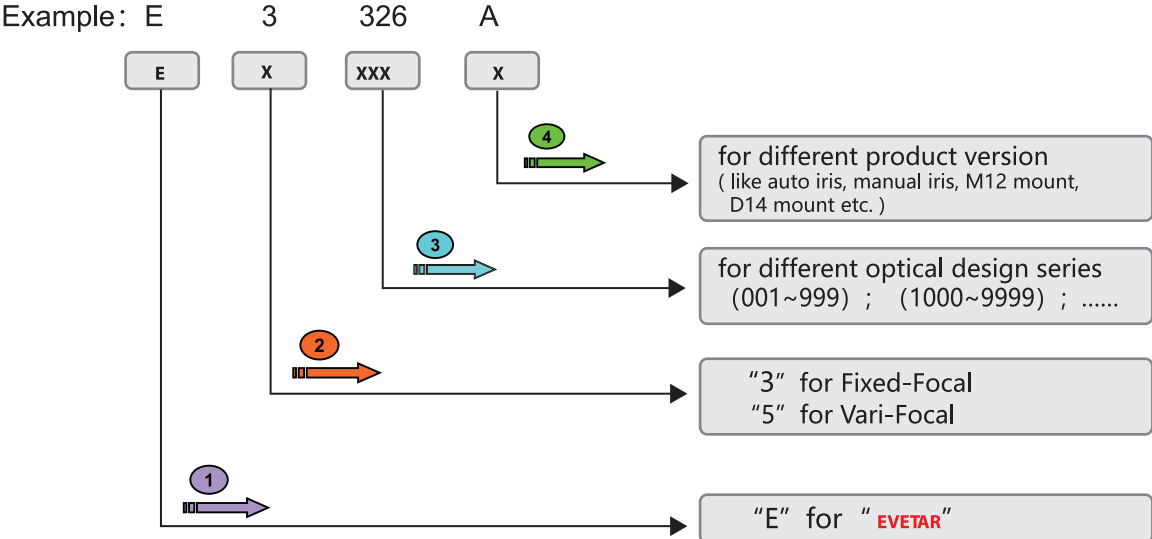 Example: E 3 326 A
E X XXX X
4
for different product version
( like auto iris, manual iris, M12 mount,
D14 mount etc. )
3
for different optical design series
(001~999) ; (1000~9999) ; ......
2
“3” for Fixed-Focal
“5” for Vari-Focal
1
“E” for “ EVETAR”